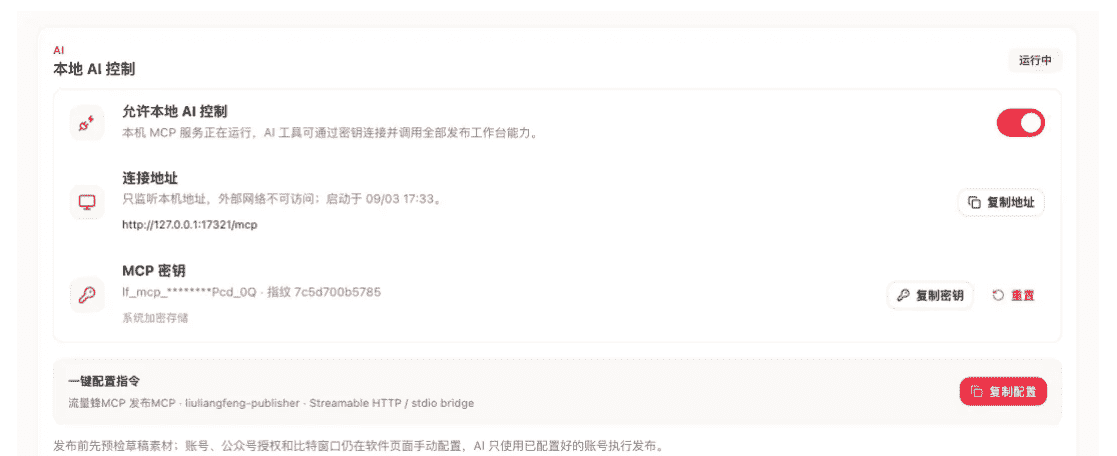 AI
本地 AI 控制
运行中
允许本地 AI 控制
本机 MCP 服务正在运行，AI 工具可通过密钥连接并调用全部发布工作台能力。
连接地址
只监听本机地址，外部网络不可访问；启动于 09/03 17:33。
http://127.0.0.1:17321/mcp
复制地址
MCP 密钥
lf_mcp_********Pcd_0Q · 指纹 7c5d700b5785
系统加密存储
复制密钥
重置
一键配置指令
流量蜂MCP 发布MCP · liuliangfeng-publisher · Streamable HTTP / stdio bridge
复制配置
发布前先预检草稿素材；账号、公众号授权和比特窗口仍在软件页面手动配置，AI 只使用已配置好的账号执行发布。